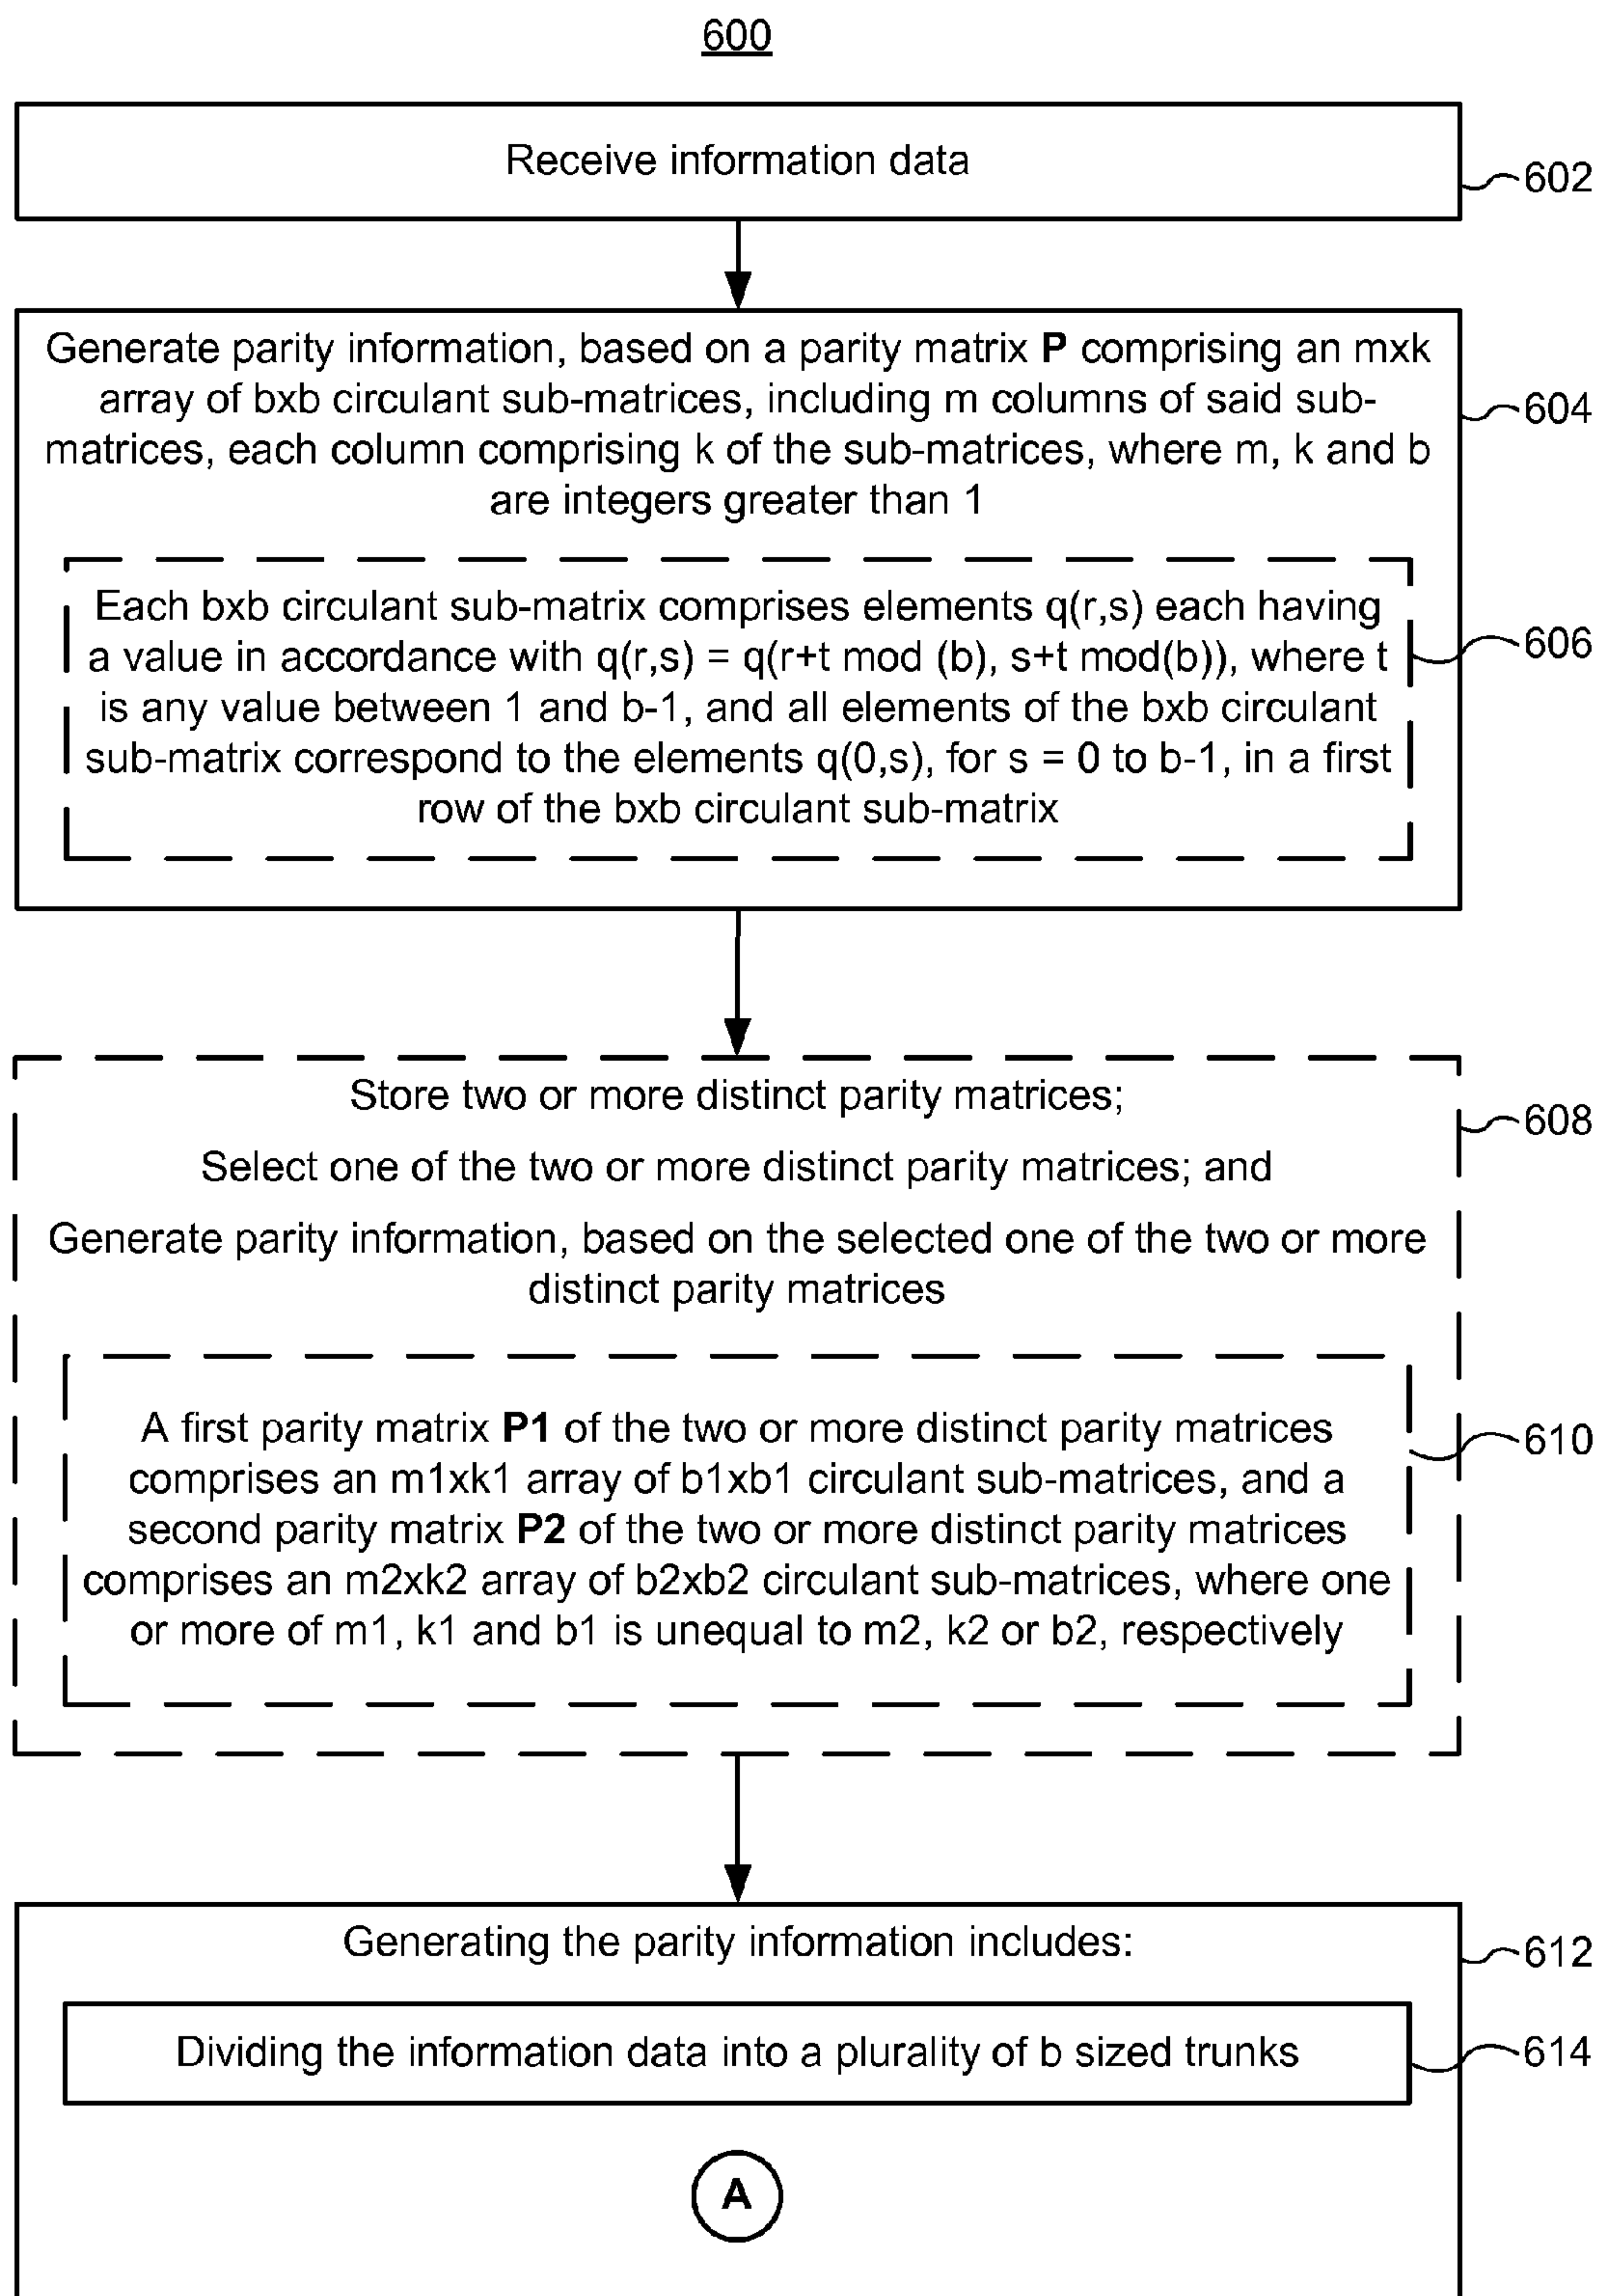 600
Receive information data
602
Generate parity information, based on a parity matrix P comprising an mxk
array of bxb circulant sub-matrices, including m columns of said sub-
matrices, each column comprising k of the sub-matrices, where m, k and b
are integers greater than 1
604
Each bxb circulant sub-matrix comprises elements q(r,s) each having
a value in accordance with q(r,s) = q(r+t mod (b), s+t mod(b)), where t
is any value between 1 and b-1, and all elements of the bxb circulant
sub-matrix correspond to the elements q(0,s), for s = 0 to b-1, in a first
row of the bxb circulant sub-matrix
606
Store two or more distinct parity matrices;
Select one of the two or more distinct parity matrices; and
Generate parity information, based on the selected one of the two or more
distinct parity matrices
608
A first parity matrix P1 of the two or more distinct parity matrices
comprises an m1xk1 array of b1xb1 circulant sub-matrices, and a
second parity matrix P2 of the two or more distinct parity matrices
comprises an m2xk2 array of b2xb2 circulant sub-matrices, where one
or more of m1, k1 and b1 is unequal to m2, k2 or b2, respectively
610
Generating the parity information includes:
612
Dividing the information data into a plurality of b sized trunks
614
A